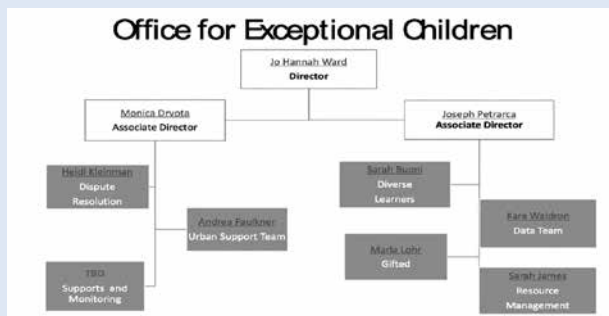 Office for Exceptional Children
Jo Hannah Ward
Director
Monica Drvota
Associate Director
Joseph Petrarca
Associate Director
Heidi Kleinman
Dispute
Resolution
Andrea Faulkner
Urban Support Team
TBD
Supports and
Monitoring
Sarah Buoni
Diverse
Learners
Kara Waldron
Data Team
Marla Lohr
Gifted
Sarah James
Resource
Management